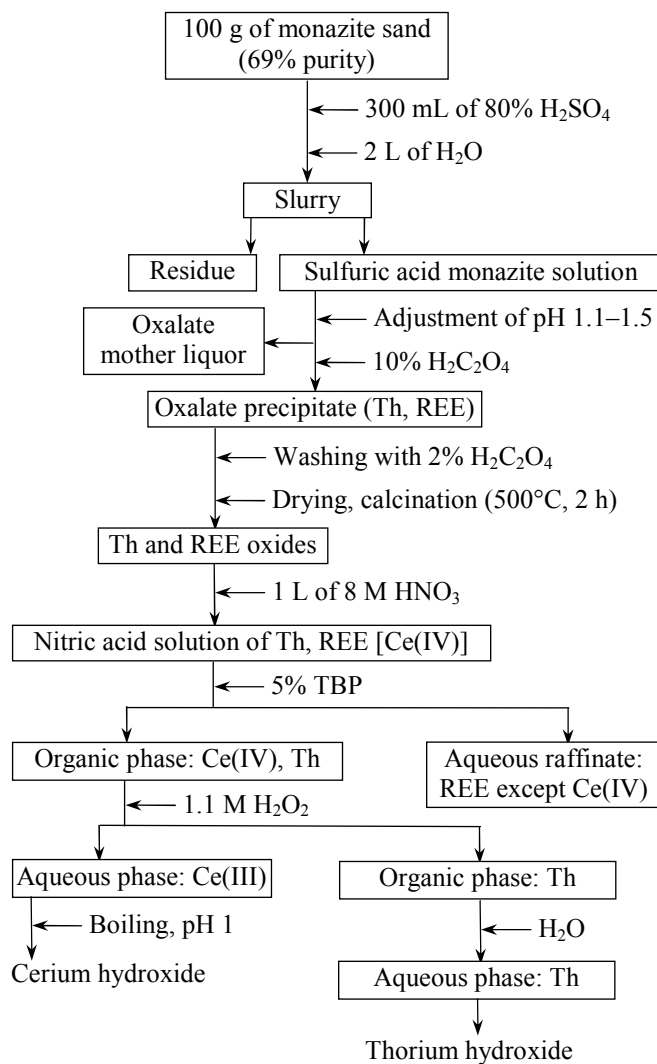 100 g of monazite sand
(69% purity)
300 mL of 80% H₂SO₄
2 L of H₂O
Slurry
Residue
Sulfuric acid monazite solution
Adjustment of pH 1.1–1.5
Oxalate
mother liquor
10% H₂C₂O₄
Oxalate precipitate (Th, REE)
Washing with 2% H₂C₂O₄
Drying, calcination (500°C, 2 h)
Th and REE oxides
1 L of 8 M HNO₃
Nitric acid solution of Th, REE [Ce(IV)]
5% TBP
Organic phase: Ce(IV), Th
Aqueous raffinate:
REE except Ce(IV)
1.1 M H₂O₂
Aqueous phase: Ce(III)
Organic phase: Th
Boiling, pH 1
H₂O
Cerium hydroxide
Aqueous phase: Th
Thorium hydroxide